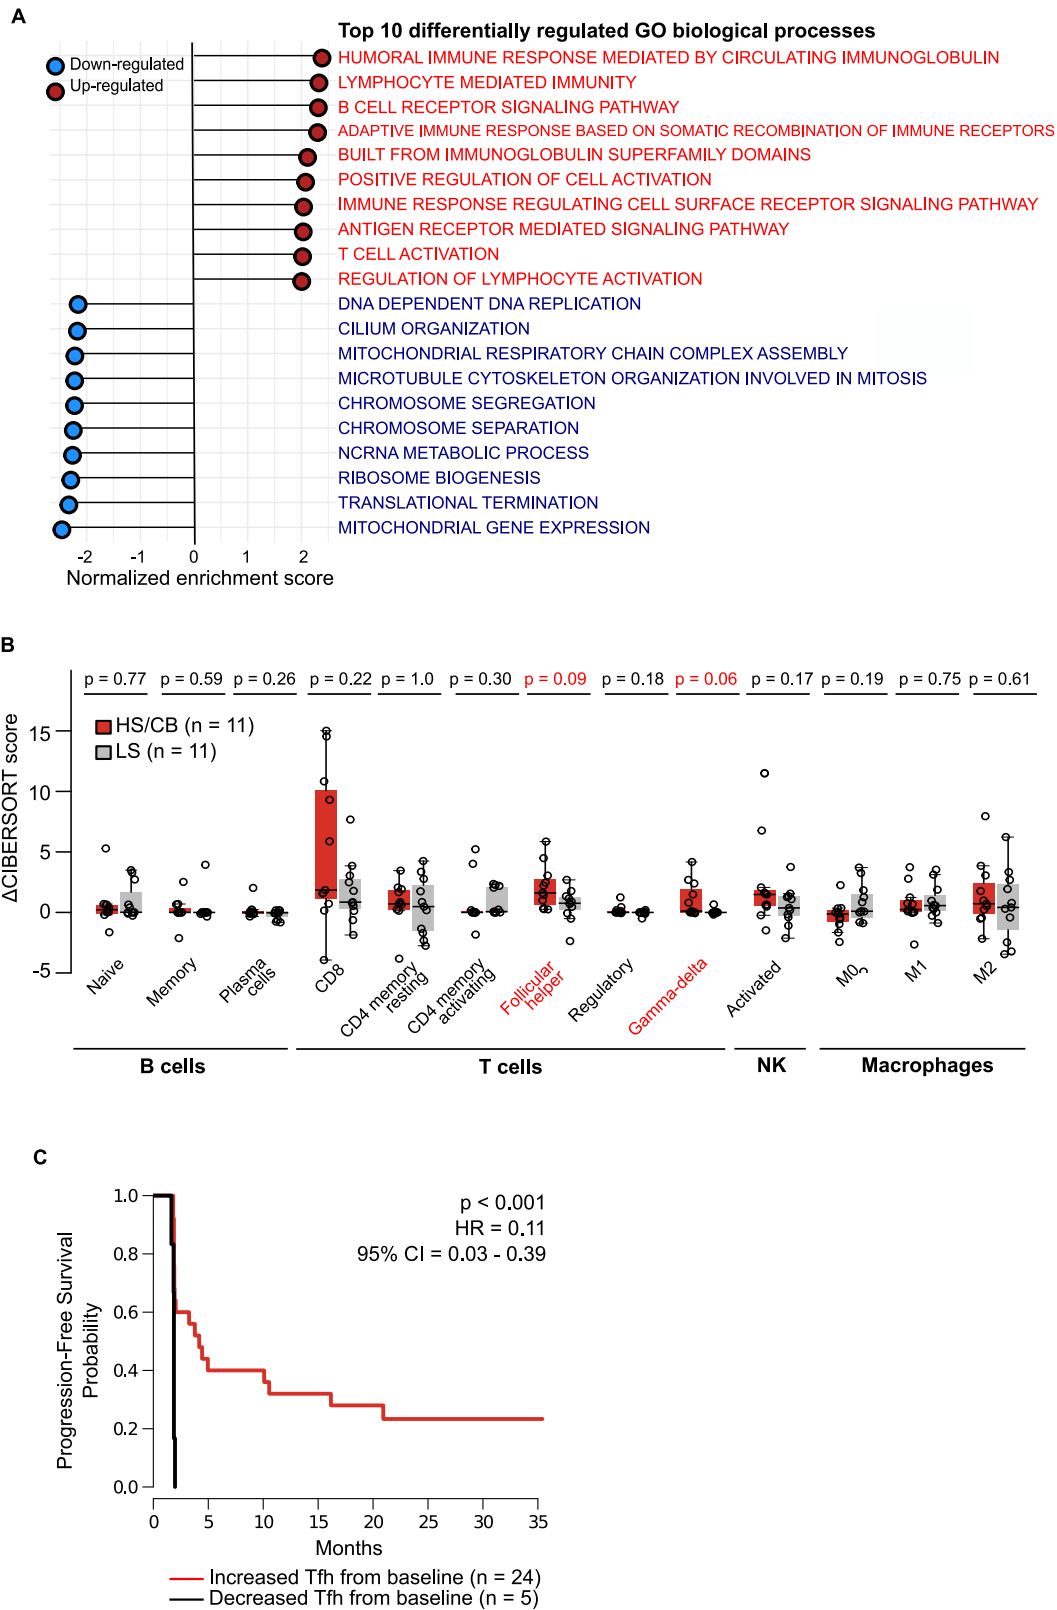 A
Top 10 differentially regulated GO biological processes
Down-regulated
Up-regulated
HUMORAL IMMUNE RESPONSE MEDIATED BY CIRCULATING IMMUNOGLOBULIN
LYMPHOCYTE MEDIATED IMMUNITY
B CELL RECEPTOR SIGNALING PATHWAY
ADAPTIVE IMMUNE RESPONSE BASED ON SOMATIC RECOMBINATION OF IMMUNE RECEPTORS
BUILT FROM IMMUNOGLOBULIN SUPERFAMILY DOMAINS
POSITIVE REGULATION OF CELL ACTIVATION
IMMUNE RESPONSE REGULATING CELL SURFACE RECEPTOR SIGNALING PATHWAY
ANTIGEN RECEPTOR MEDIATED SIGNALING PATHWAY
T CELL ACTIVATION
REGULATION OF LYMPHOCYTE ACTIVATION
DNA DEPENDENT DNA REPLICATION
CILIUM ORGANIZATION
MITOCHONDRIAL RESPIRATORY CHAIN COMPLEX ASSEMBLY
MICROTUBULE CYTOSKELETON ORGANIZATION INVOLVED IN MITOSIS
CHROMOSOME SEGREGATION
CHROMOSOME SEPARATION
NCRNA METABOLIC PROCESS
RIBOSOME BIOGENESIS
TRANSLATIONAL TERMINATION
MITOCHONDRIAL GENE EXPRESSION
-2 -1 0 1 2
Normalized enrichment score
B
p = 0.77 p = 0.59 p = 0.26 p = 0.22 p = 1.0 p = 0.30 p = 0.09 p = 0.18 p = 0.06 p = 0.17 p = 0.19 p = 0.75 p = 0.61
HS/CB (n = 11)
LS (n = 11)
ΔCIBERSORT score
15
10
5
0
-5
Naive
Memory
Plasma
cells
CD8
CD4 memory
resting
CD4 memory
activating
Follicular
helper
Regulatory
Gamma-delta
Activated
M0
M1
M2
B cells T cells NK Macrophages
C
p < 0.001
HR = 0.11
95% CI = 0.03 - 0.39
Progression-Free Survival
Probability
1.0
0.8
0.6
0.4
0.2
0.0
0 5 10 15 20 25 30 35
Months
Increased Tfh from baseline (n = 24)
Decreased Tfh from baseline (n = 5)